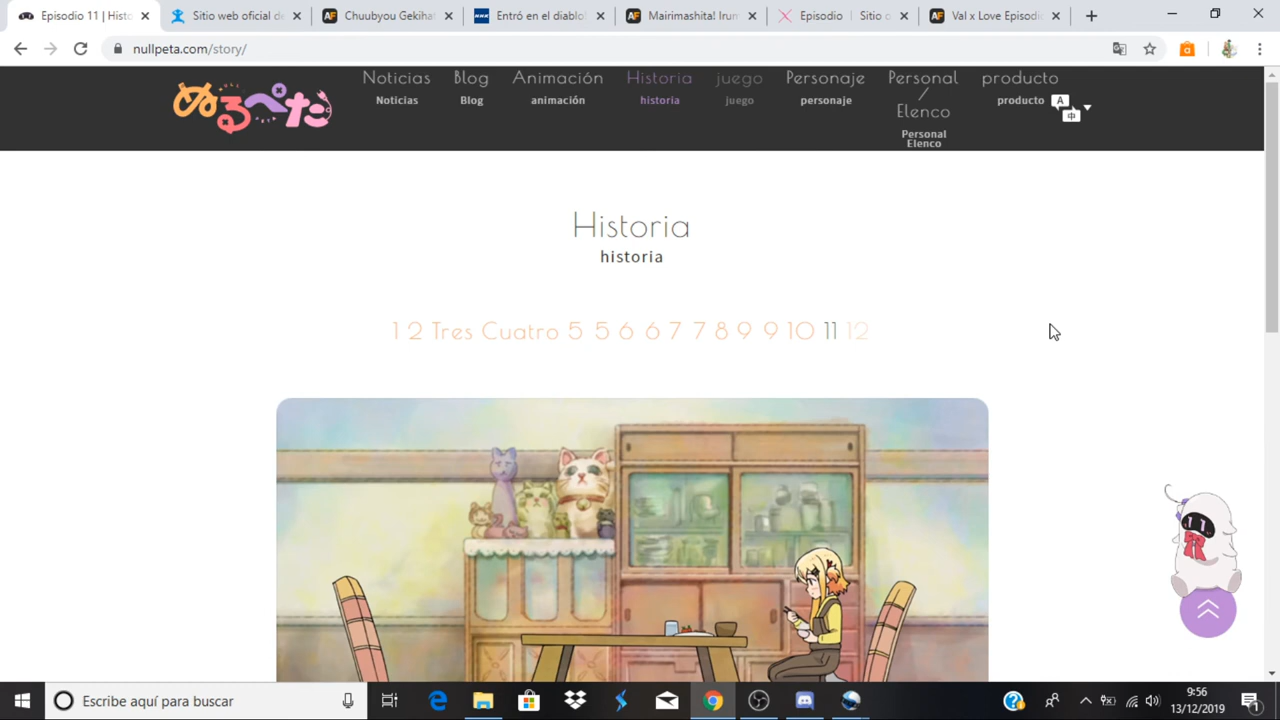 Episodio 11 | Histo
Sitio web oficial de
Chuubyou Gekiha
Entró en el diablo!
Mairimashita! Irum
Episodio | Sitio o
Val x Love Episodio
nullpeta.com/story/
ぬるぺた
Noticias Blog Animación Historia juego Personaje Personal / Elenco producto
Noticias Blog animación historia juego personaje Personal Elenco producto
Historia
historia
1 2 Tres Cuatro 5 5 6 6 7 7 8 9 9 10 11 12
Escribe aquí para buscar
9:56
13/12/2019